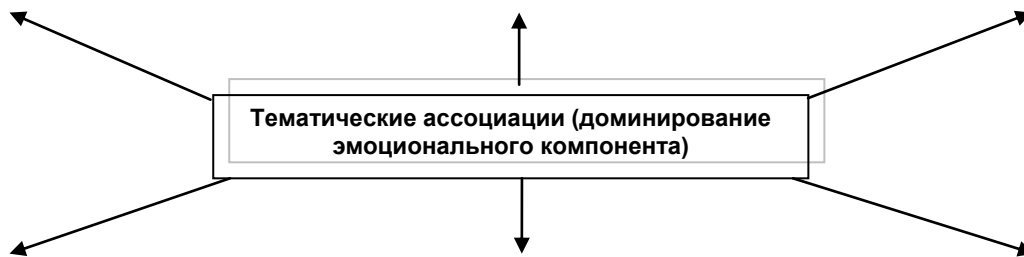 Тематические ассоциации (доминирование
эмоционального компонента)